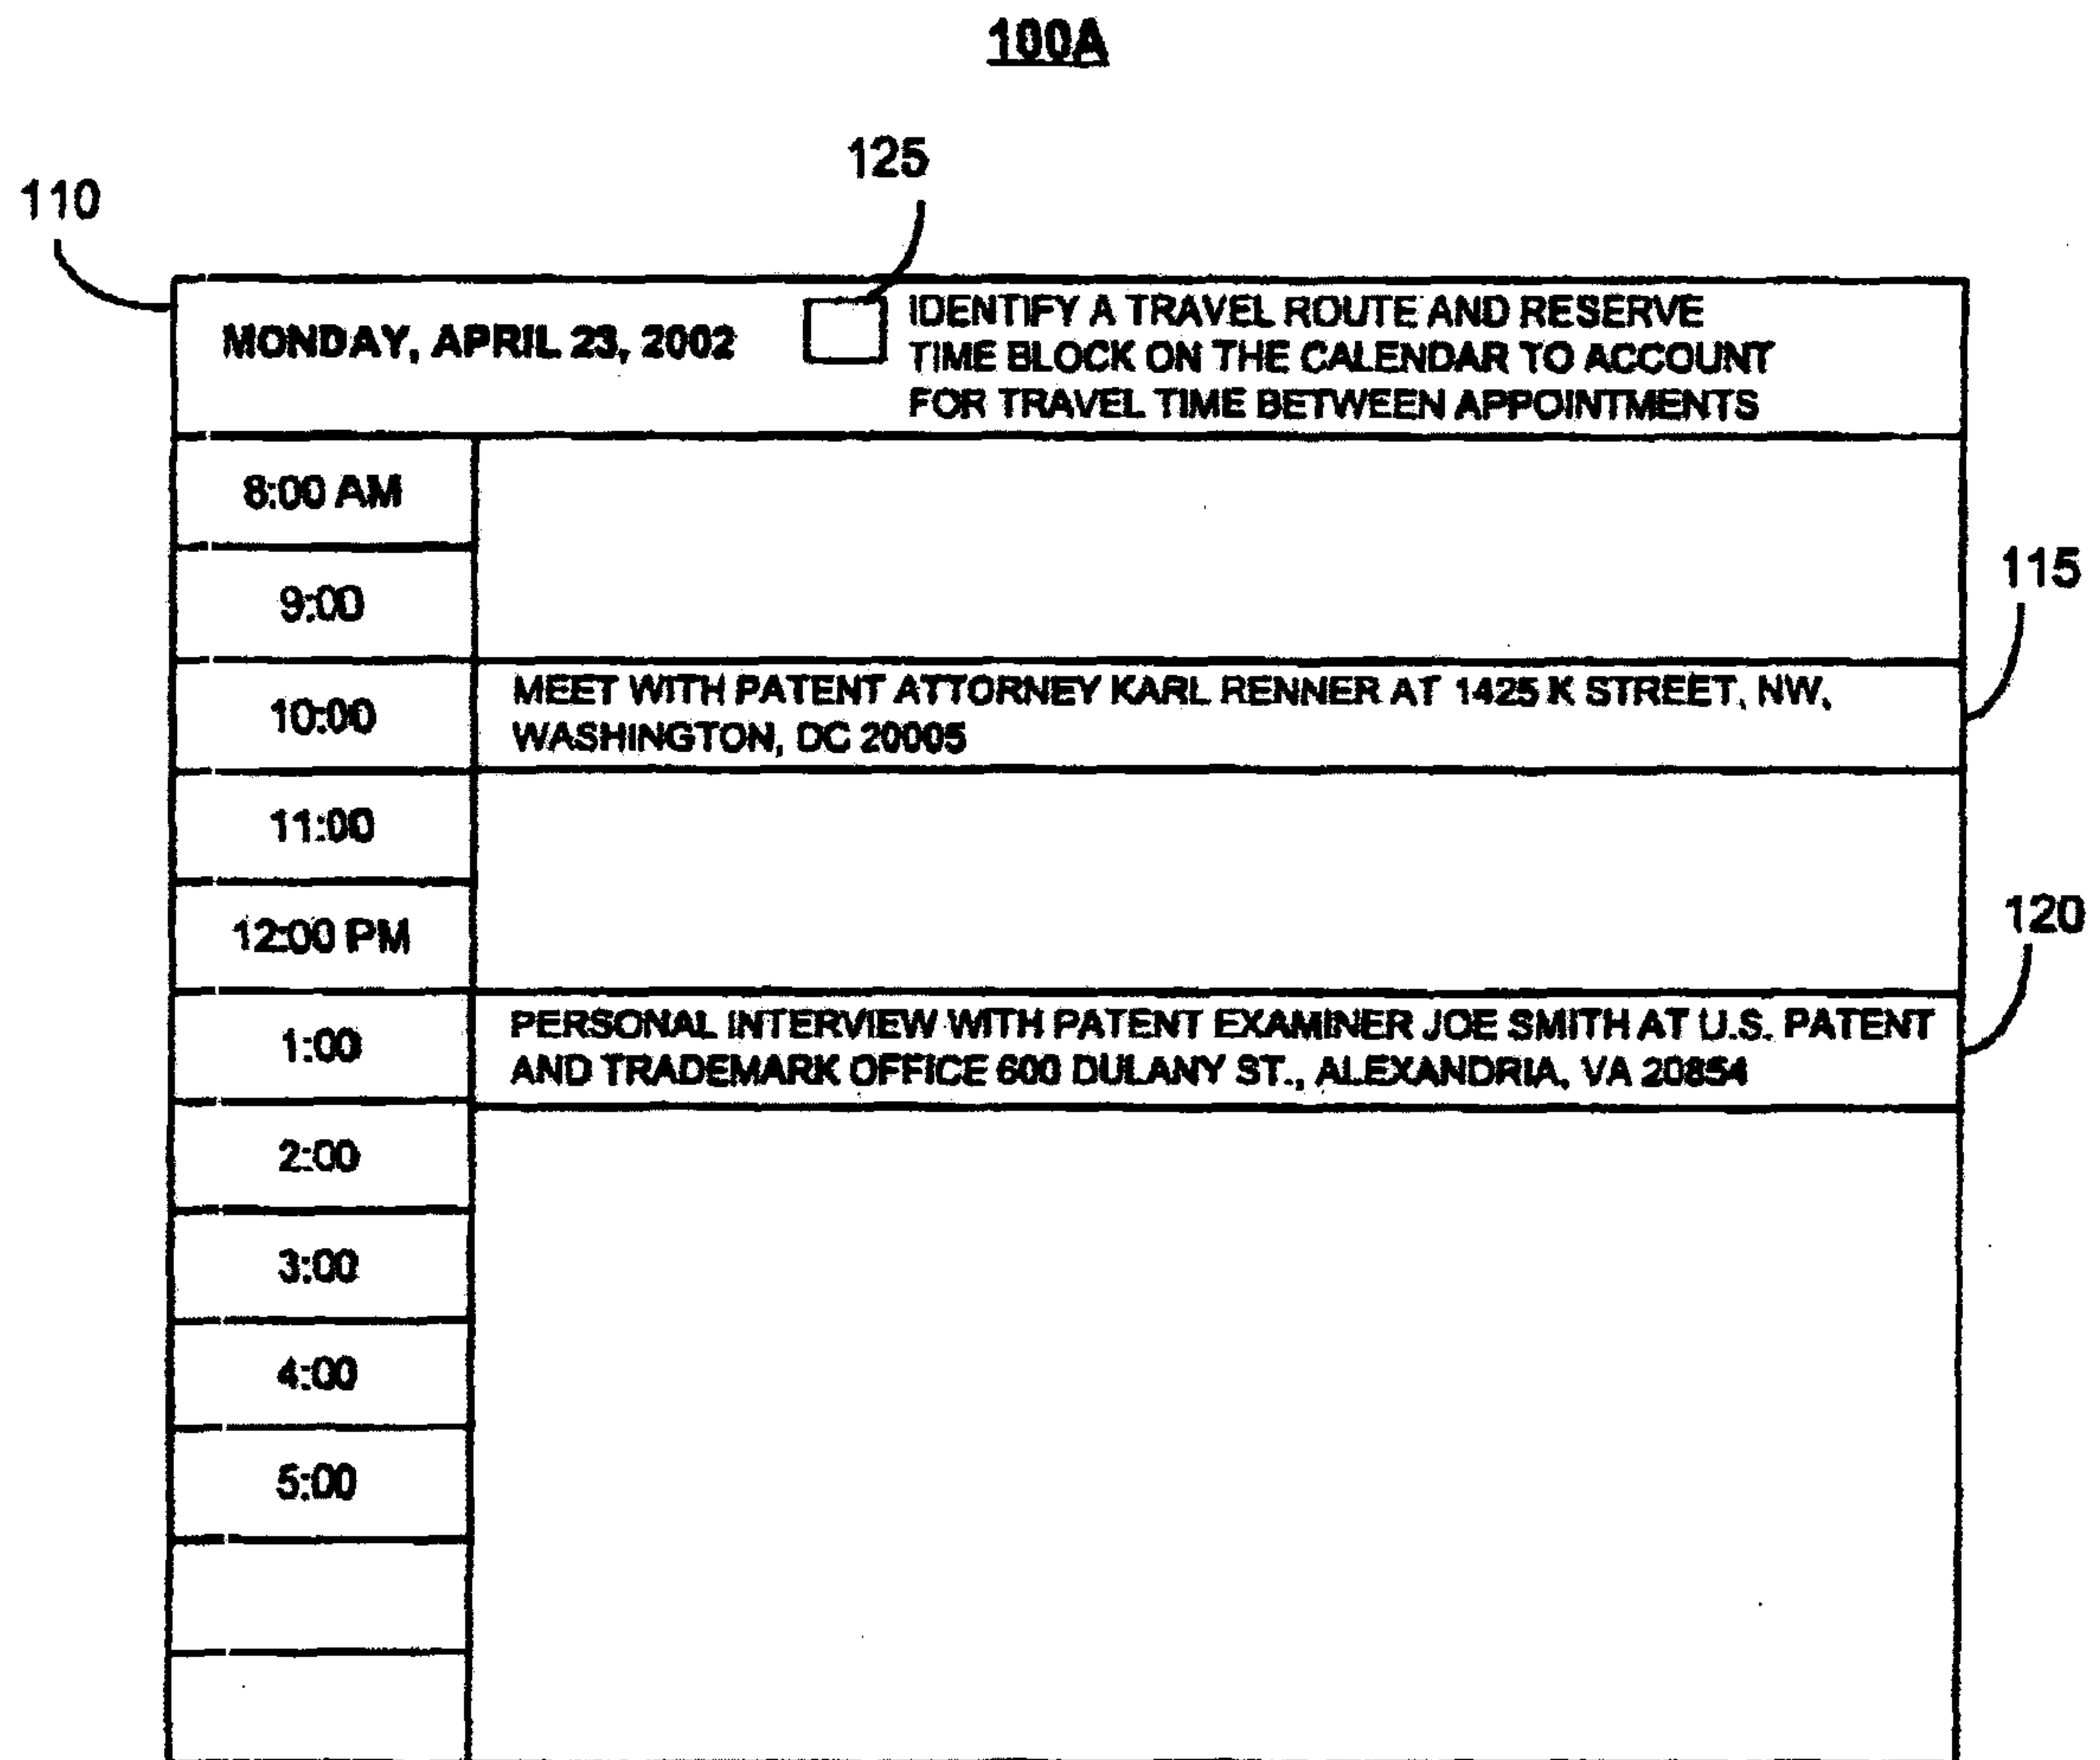 100A
125
110
MONDAY, APRIL 23, 2002
IDENTIFY A TRAVEL ROUTE AND RESERVE
TIME BLOCK ON THE CALENDAR TO ACCOUNT
FOR TRAVEL TIME BETWEEN APPOINTMENTS
8:00 AM
9:00
115
10:00
MEET WITH PATENT ATTORNEY KARL RENNER AT 1425 K STREET, NW,
WASHINGTON, DC 20005
11:00
12:00 PM
120
1:00
PERSONAL INTERVIEW WITH PATENT EXAMINER JOE SMITH AT U.S. PATENT
AND TRADEMARK OFFICE 600 DULANY ST., ALEXANDRIA, VA 20854
2:00
3:00
4:00
5:00